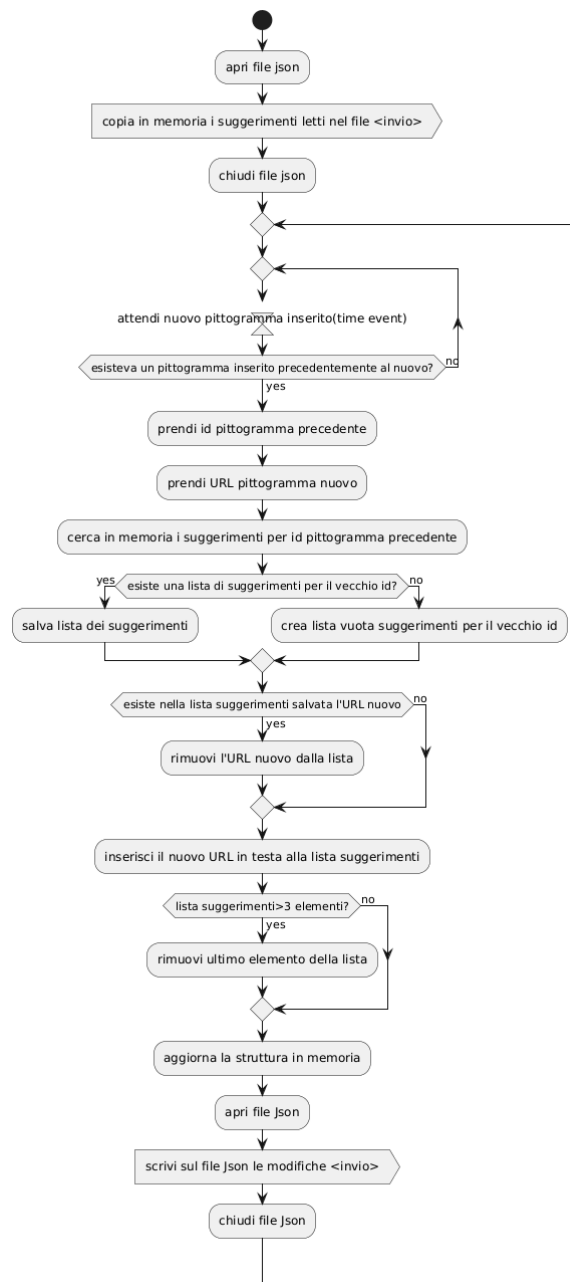 apri file json
copia in memoria i suggerimenti letti nel file <invio>
chiudi file json
attendi nuovo pittogramma inserito(time event)
esisteva un pittogramma inserito precedentemente al nuovo?
no
yes
prendi id pittogramma precedente
prendi URL pittogramma nuovo
cerca in memoria i suggerimenti per id pittogramma precedente
yes
esiste una lista di suggerimenti per il vecchio id?
no
salva lista dei suggerimenti
crea lista vuota suggerimenti per il vecchio id
esiste nella lista suggerimenti salvata l'URL nuovo
no
yes
rimuovi l'URL nuovo dalla lista
inserisci il nuovo URL in testa alla lista suggerimenti
lista suggerimenti>3 elementi?
no
yes
rimuovi ultimo elemento della lista
aggiorna la struttura in memoria
apri file Json
scrivi sul file Json le modifiche <invio>
chiudi file Json